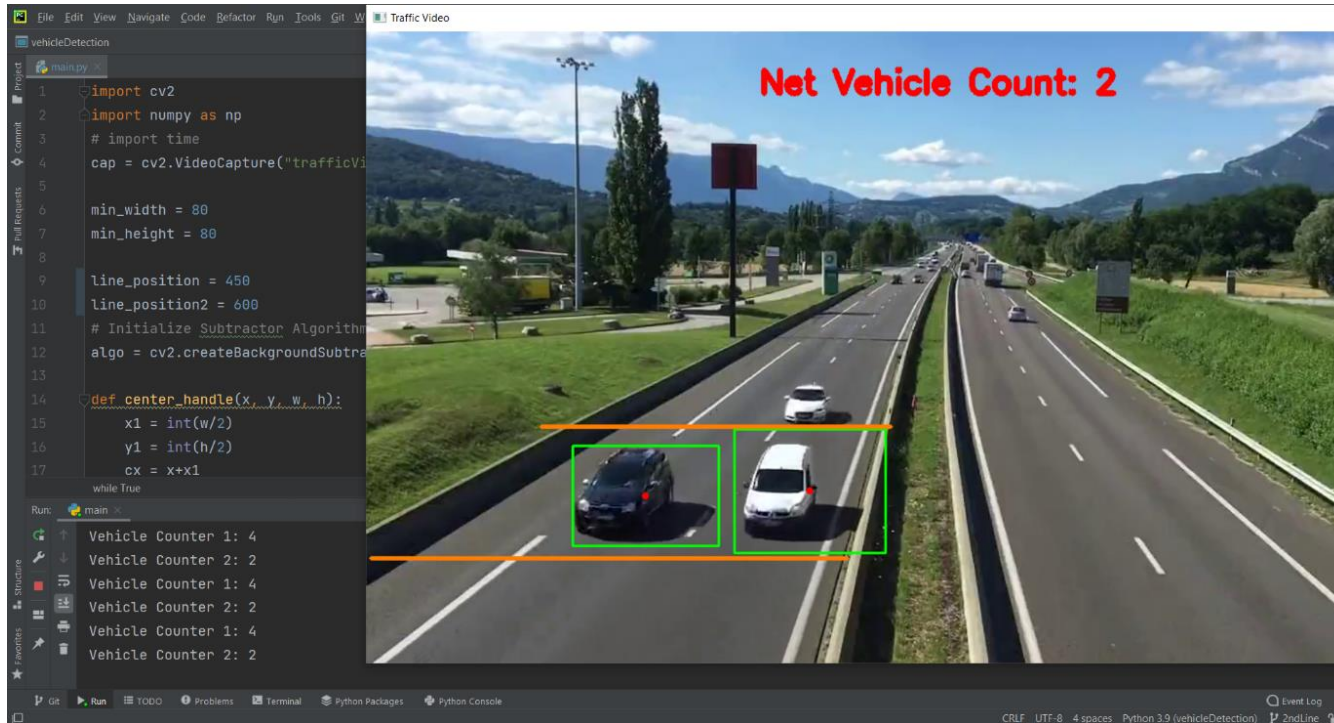 File Edit View Navigate Code Refactor Run Tools Git W
Traffic Video
vehicleDetection
main.py
Project
Commit
Pull Requests
Structure
Favorites
1 import cv2
2 import numpy as np
3 # import time
4 cap = cv2.VideoCapture("trafficVi
5
6 min_width = 80
7 min_height = 80
8
9 line_position = 450
10 line_position2 = 600
11 # Initialize Subtractor Algorithm
12 algo = cv2.createBackgroundSubtra
13
14 def center_handle(x, y, w, h):
15 x1 = int(w/2)
16 y1 = int(h/2)
17 cx = x+x1
while True
Net Vehicle Count: 2
Run: main
Vehicle Counter 1: 4
Vehicle Counter 2: 2
Vehicle Counter 1: 4
Vehicle Counter 2: 2
Vehicle Counter 1: 4
Vehicle Counter 2: 2
Git Run TODO Problems Terminal Python Packages Python Console Event Log
CRLF UTF-8 4 spaces Python 3.9 (vehicleDetection) 2ndLine